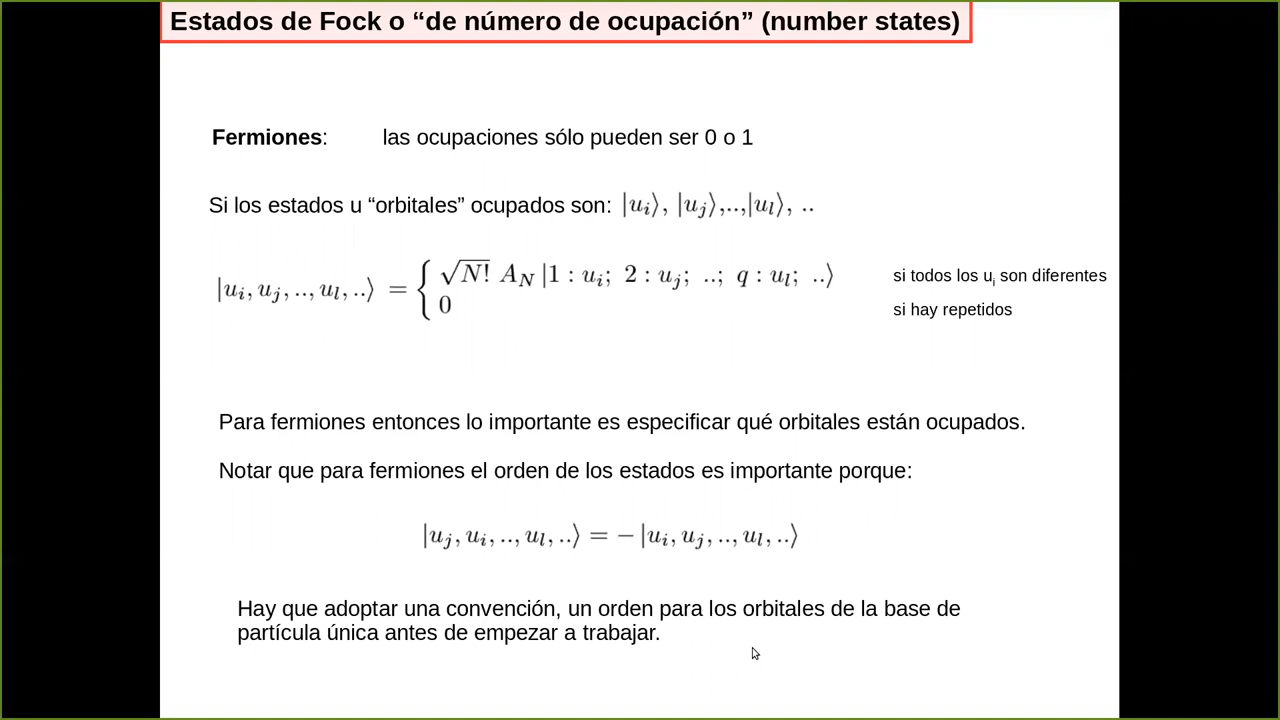 Estados de Fock o “de número de ocupación” (number states)
Fermiones: las ocupaciones sólo pueden ser 0 o 1
Si los estados u “orbitales” ocupados son: |u_i⟩, |u_j⟩,..,|u_l⟩, ..
|u_i, u_j, .., u_l, ..⟩ = { √N! A_N |1 : u_i; 2 : u_j; ..; q : u_l; ..⟩ si todos los u_i son diferentes
0 si hay repetidos
Para fermiones entonces lo importante es especificar qué orbitales están ocupados.
Notar que para fermiones el orden de los estados es importante porque:
|u_j, u_i, .., u_l, ..⟩ = − |u_i, u_j, .., u_l, ..⟩
Hay que adoptar una convención, un orden para los orbitales de la base de
partícula única antes de empezar a trabajar.